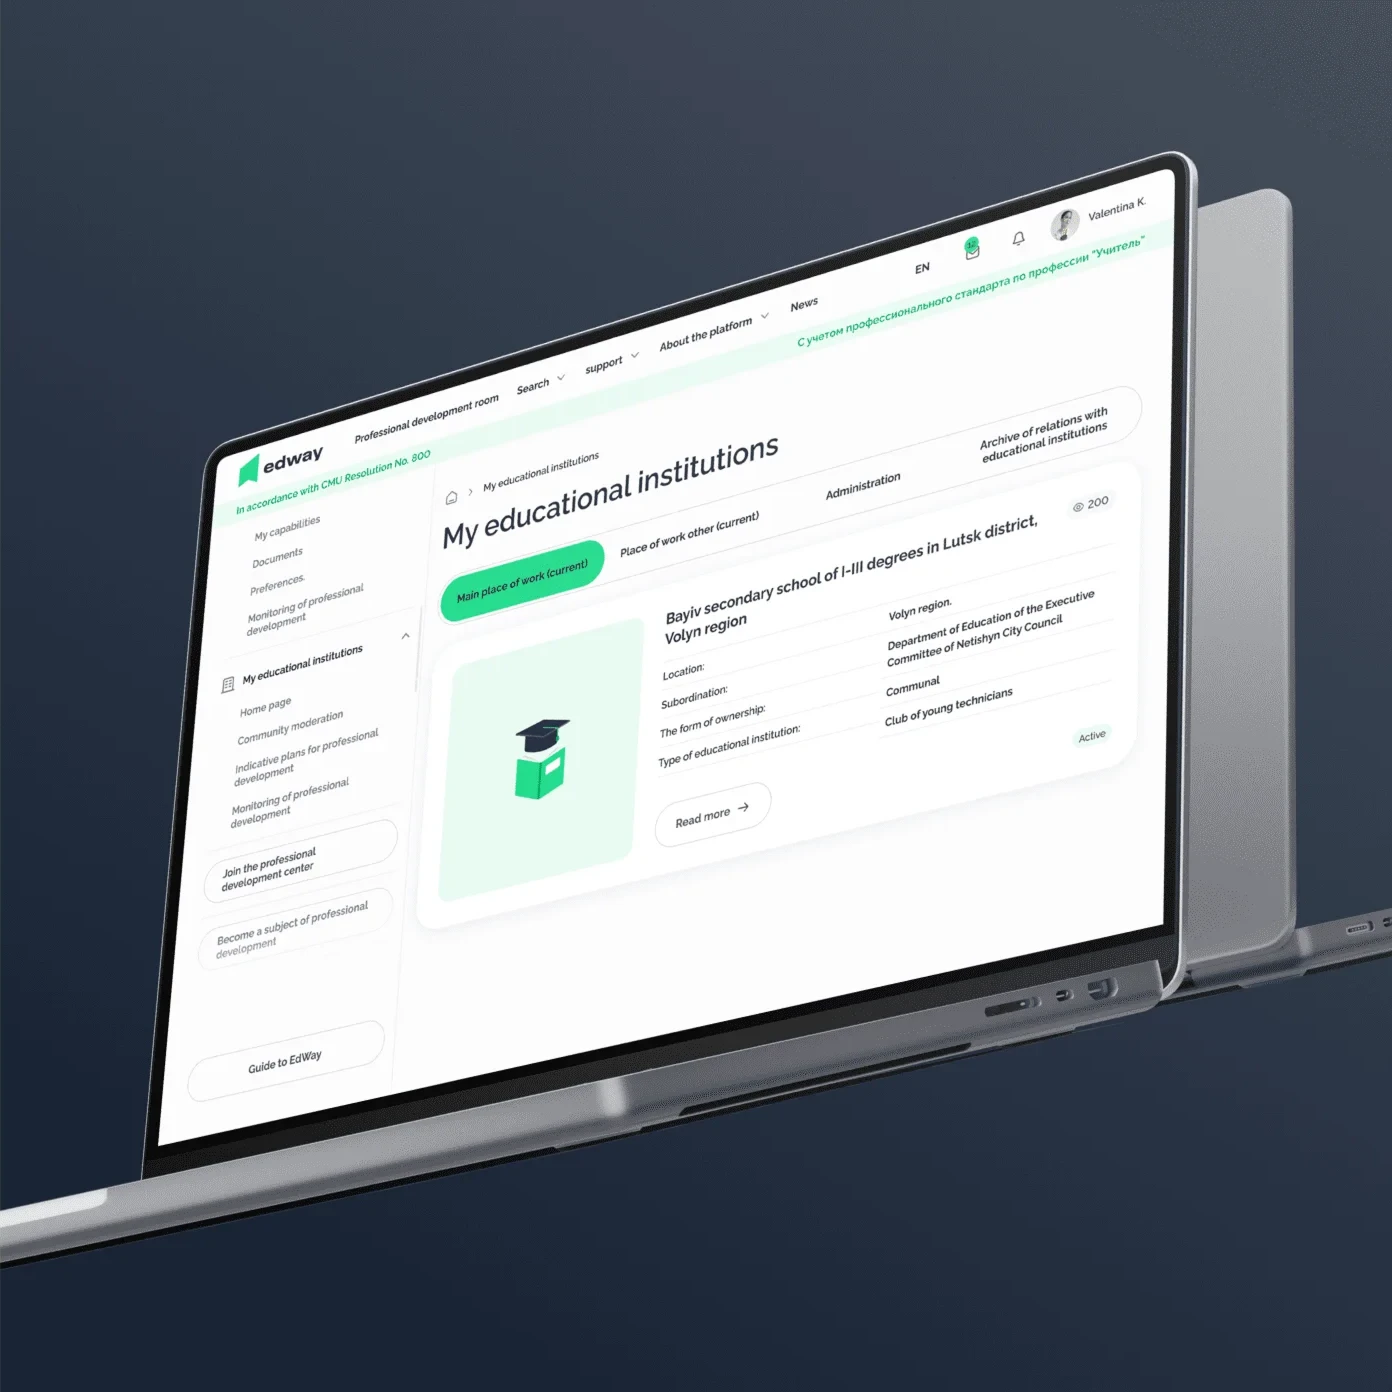 edway
Professional development room
Search
support
About the platform
News
EN
12
Valentina K.
In accordance with CMU Resolution No. 800
С учетом профессионального стандарта по профессии "Учитель"
My capabilities
Documents
Preferences.
Monitoring of professional
development
My educational institutions
Home page
Community moderation
Indicative plans for professional
development
Monitoring of professional
development
Join the professional
development center
Become a subject of professional
development
Guide to EdWay
My educational institutions
My educational institutions
Main place of work (current)
Place of work other (current)
Administration
Archive of relations with
educational institutions
200
Bayiv secondary school of I-III degrees in Lutsk district,
Volyn region
Location:
Volyn region.
Subordination:
Department of Education of the Executive
Committee of Netishyn City Council
The form of ownership:
Communal
Type of educational institution:
Club of young technicians
Read more
Active